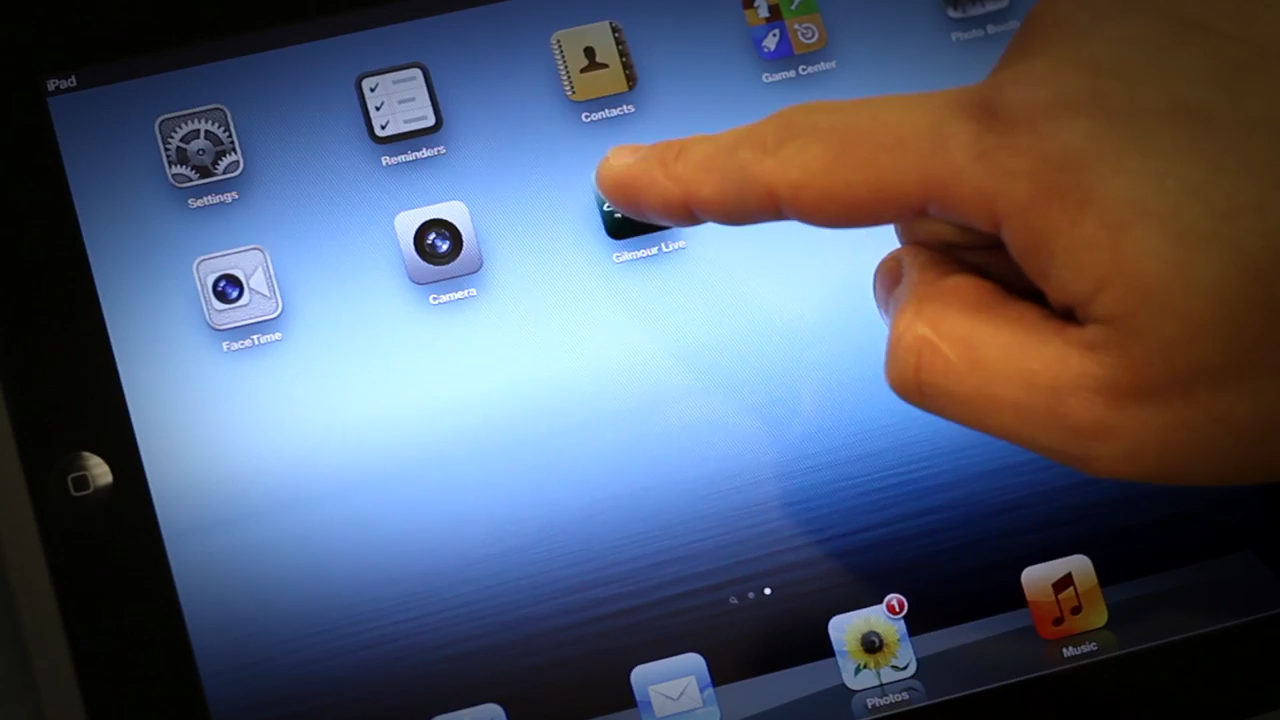 iPad
Settings
Reminders
Contacts
Game Center
Photo Booth
FaceTime
Camera
Gilmour Live
1
Photos
Music